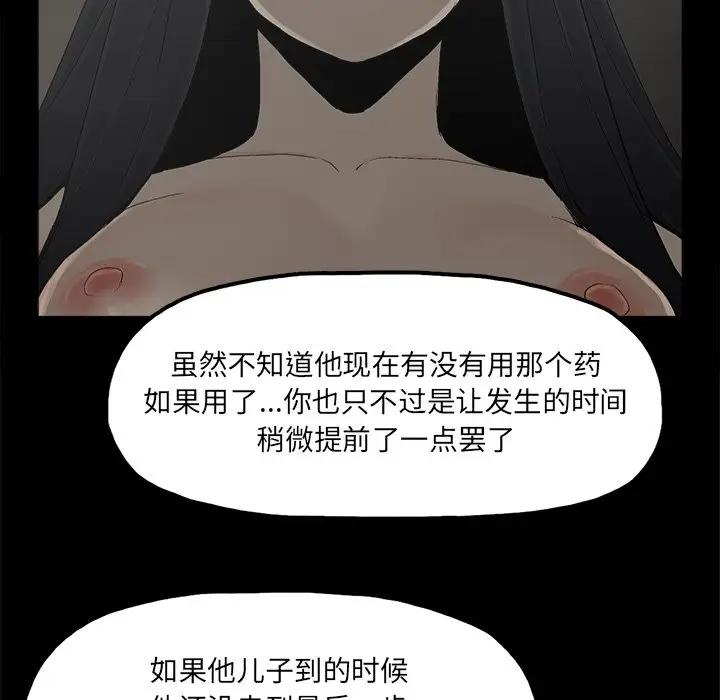 虽然不知道他现在有没有用那个药
如果用了...你也只不过是让发生的时间
稍微提前了一点罢了
如果他儿子到的时候